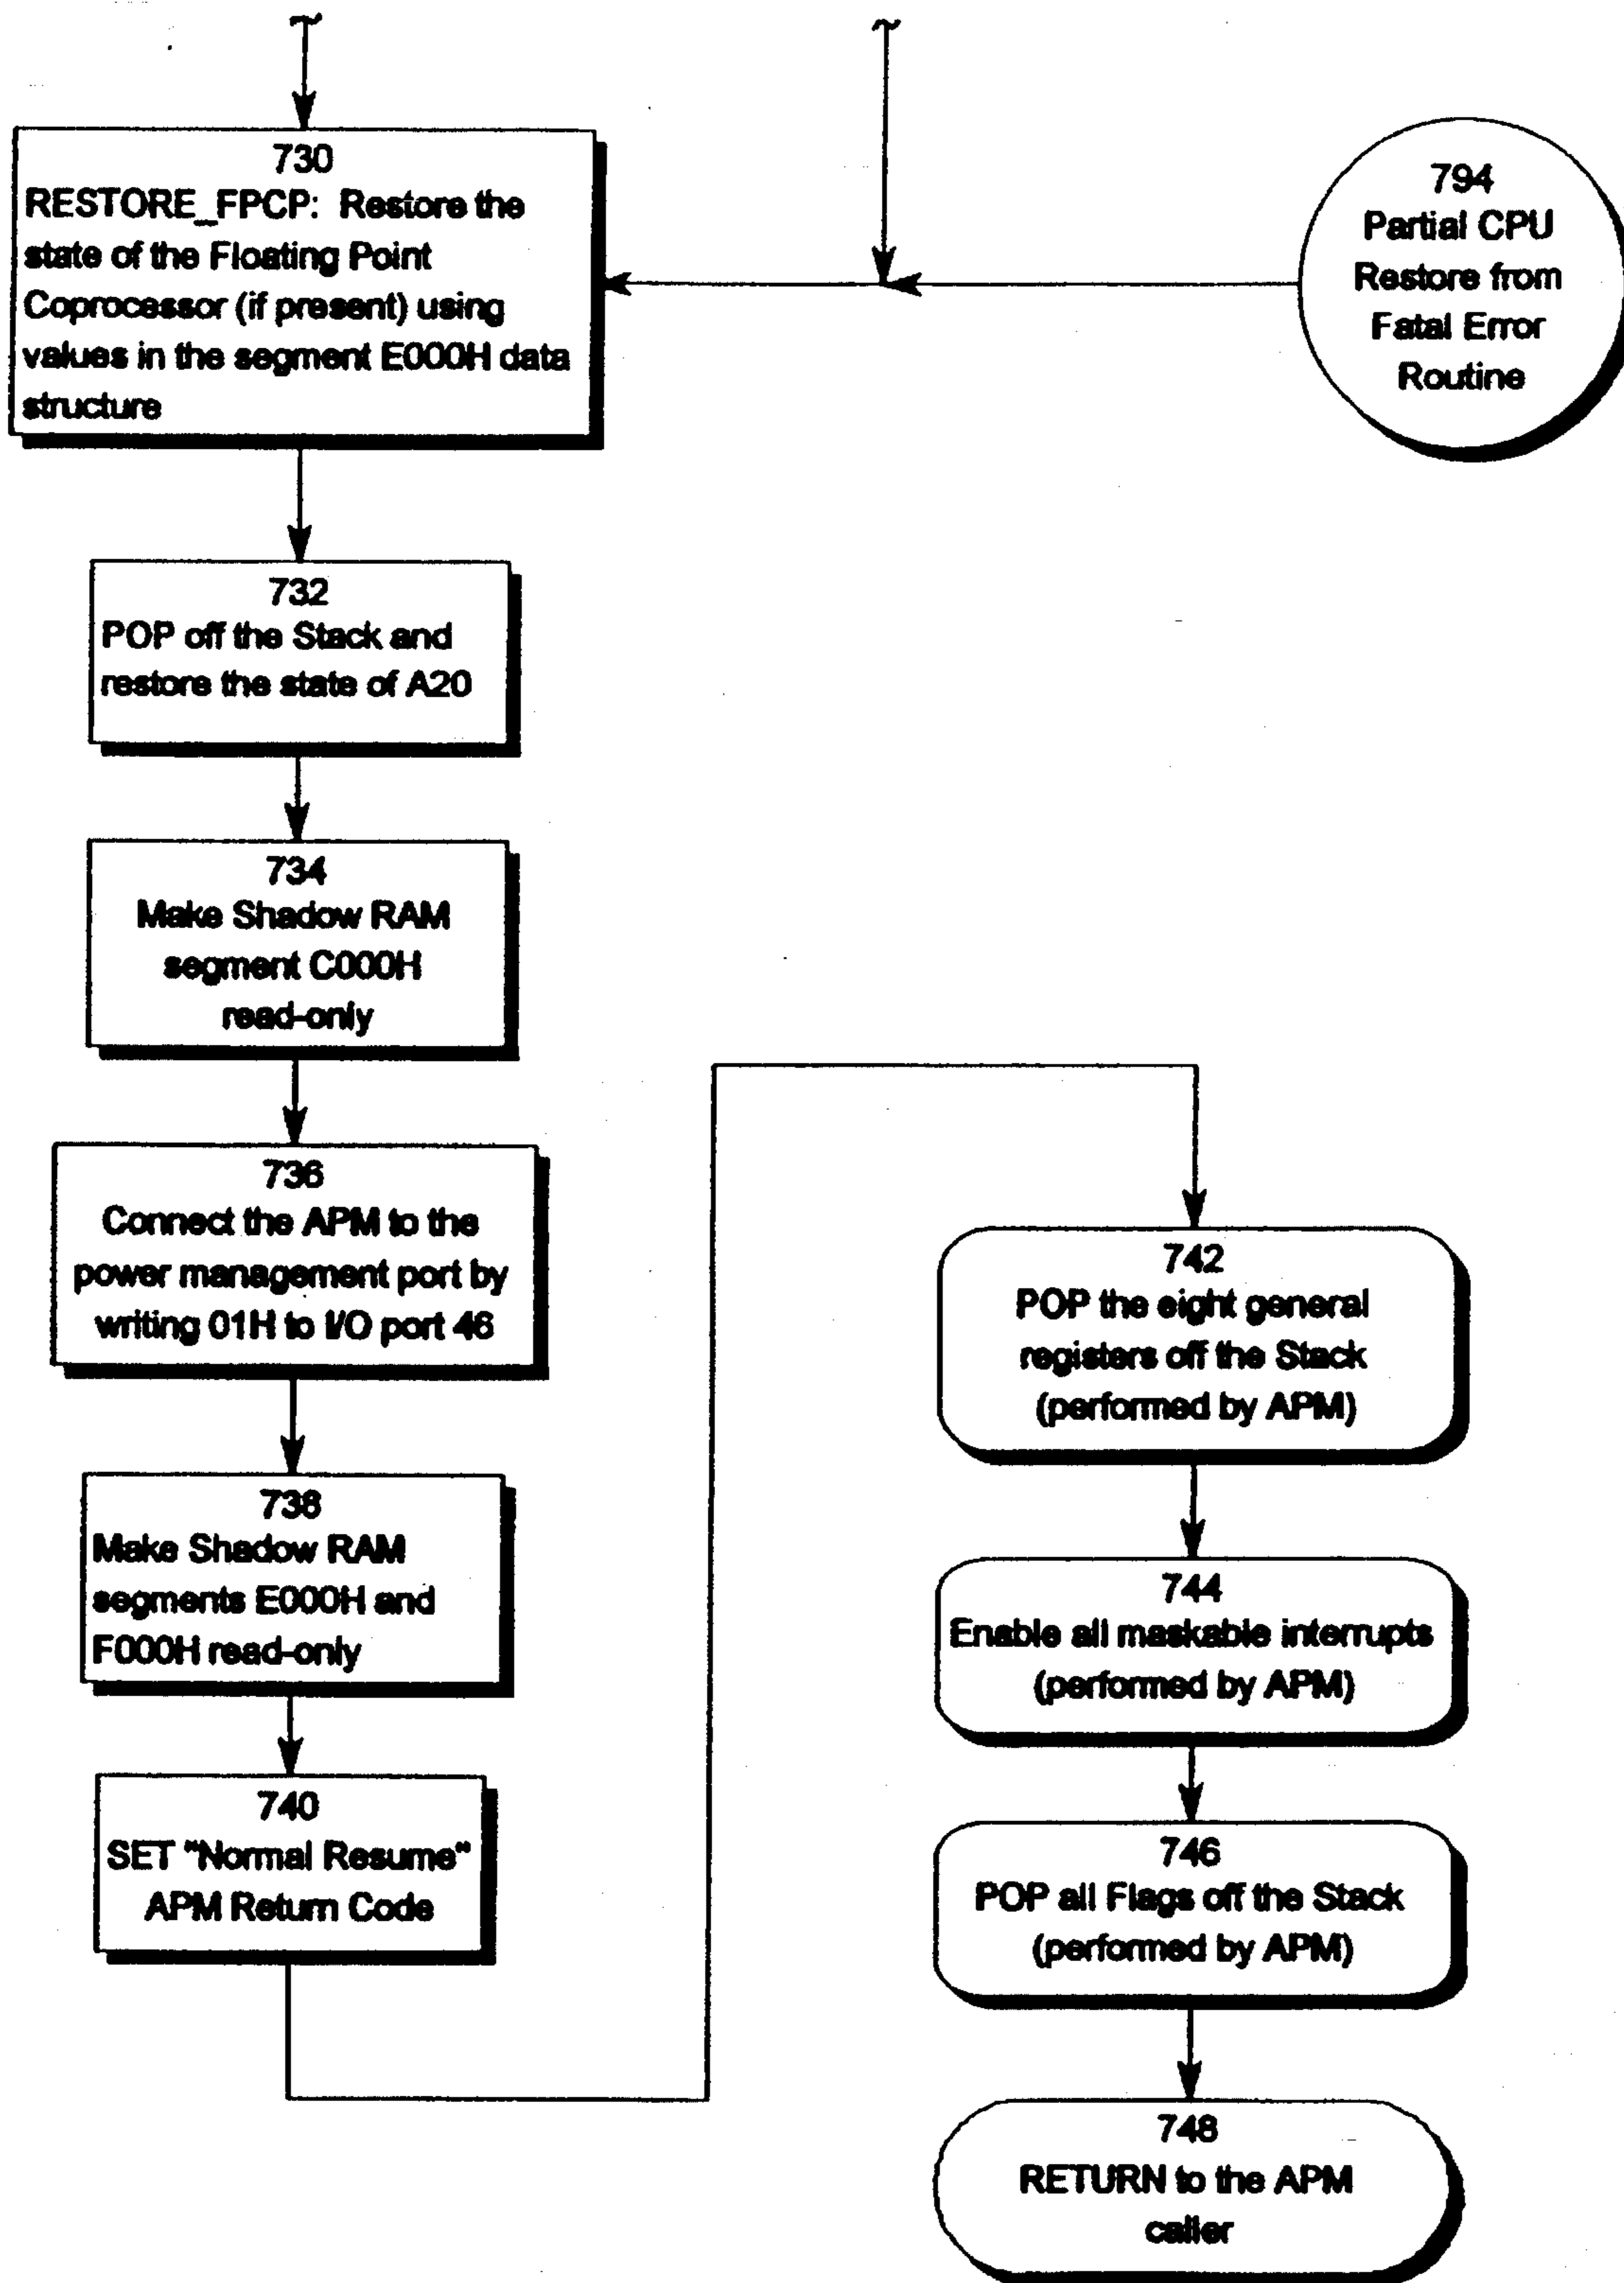 730
RESTORE_FPCP: Restore the
state of the Floating Point
Coprocessor (if present) using
values in the segment E000H data
structure
794
Partial CPU
Restore from
Fatal Error
Routine
732
POP off the Stack and
restore the state of A20
734
Make Shadow RAM
segment C000H
read-only
736
Connect the APM to the
power management port by
writing 01H to I/O port 46
738
Make Shadow RAM
segments E000H and
F000H read-only
740
SET "Normal Resume"
APM Return Code
742
POP the eight general
registers off the Stack
(performed by APM)
744
Enable all maskable interrupts
(performed by APM)
746
POP all Flags off the Stack
(performed by APM)
748
RETURN to the APM
caller